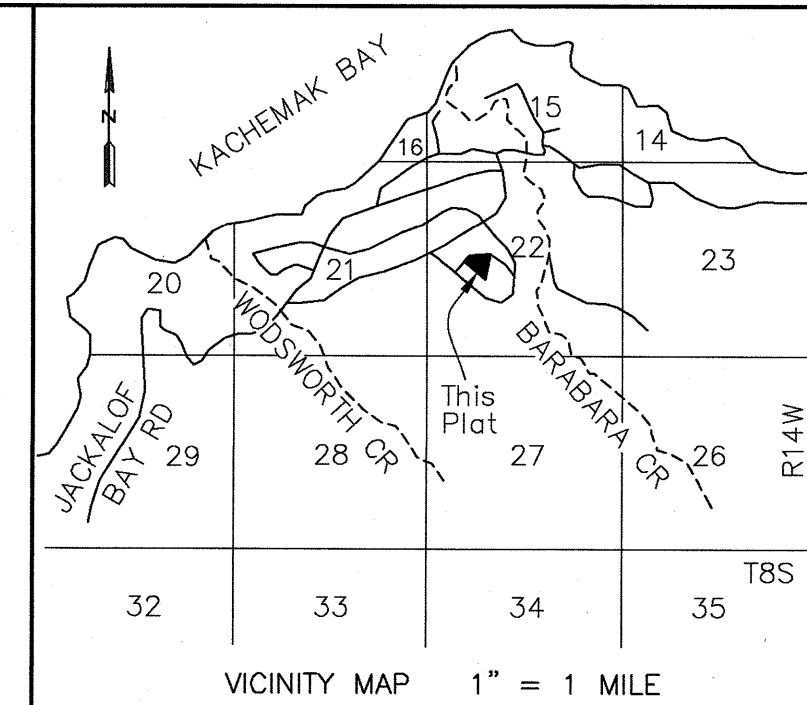 KACHEMAK BAY
N
15
14
16
22
23
21
20
WODSWORTH CR
BARABARA CR
This
Plat
JACKALOF
BAY RD
29
28
27
26
R14W
T8S
32
33
34
35
VICINITY MAP 1" = 1 MILE